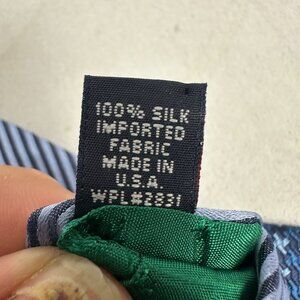 100% SILK
IMPORTED
FABRIC
MADE IN
U.S.A.
WPL#2831